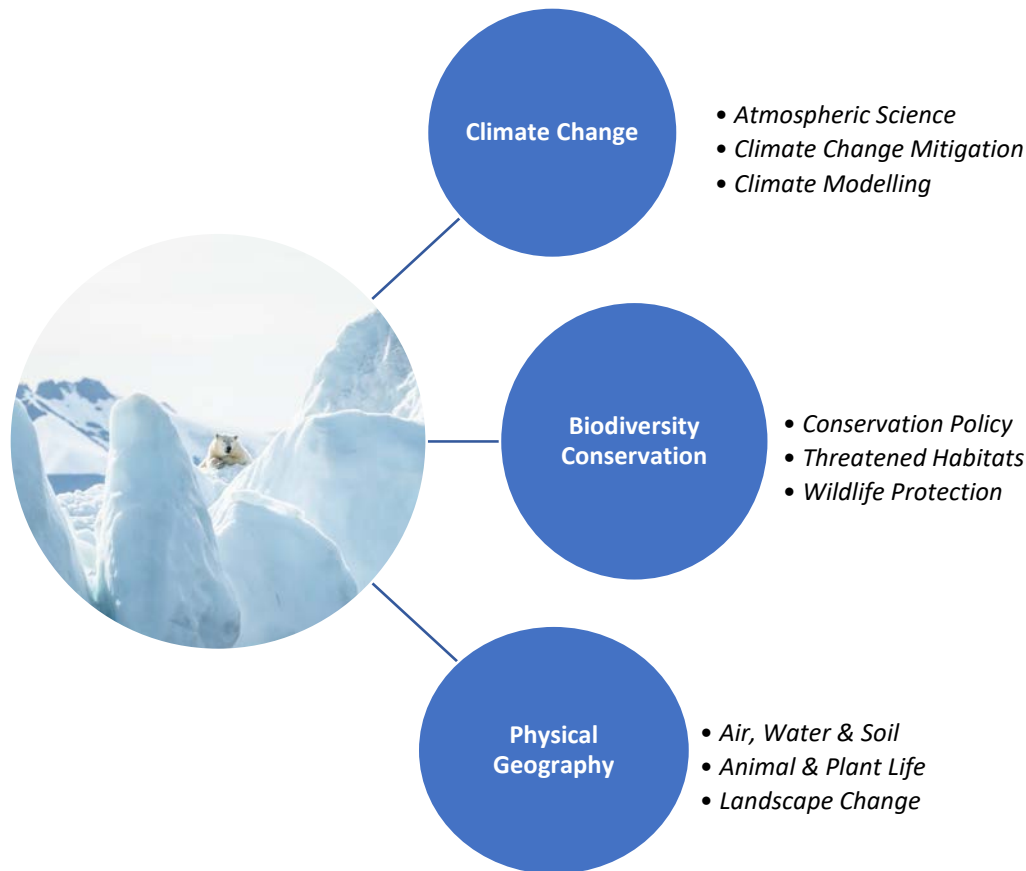 Climate Change
• Atmospheric Science
• Climate Change Mitigation
• Climate Modelling
Biodiversity
Conservation
• Conservation Policy
• Threatened Habitats
• Wildlife Protection
Physical
Geography
• Air, Water & Soil
• Animal & Plant Life
• Landscape Change